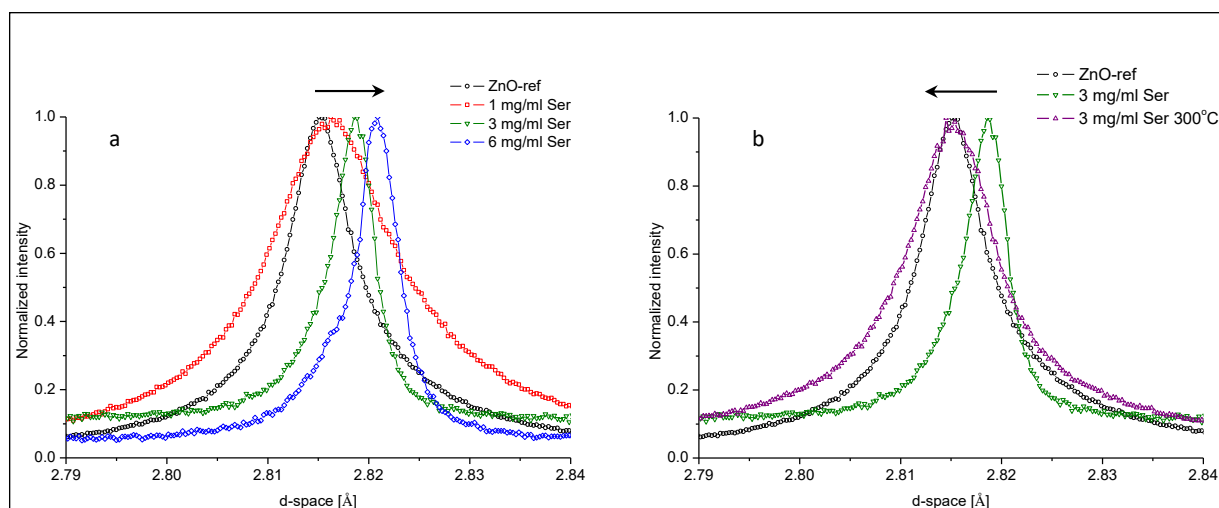 a
ZnO-ref
1 mg/ml Ser
3 mg/ml Ser
6 mg/ml Ser
1.0
0.8
0.6
0.4
0.2
0.0
Normalized intensity
2.79 2.80 2.81 2.82 2.83 2.84
d-space [Å]
b
ZnO-ref
3 mg/ml Ser
3 mg/ml Ser 300°C
1.0
0.8
0.6
0.4
0.2
0.0
Normalized intensity
2.79 2.80 2.81 2.82 2.83 2.84
d-space [Å]